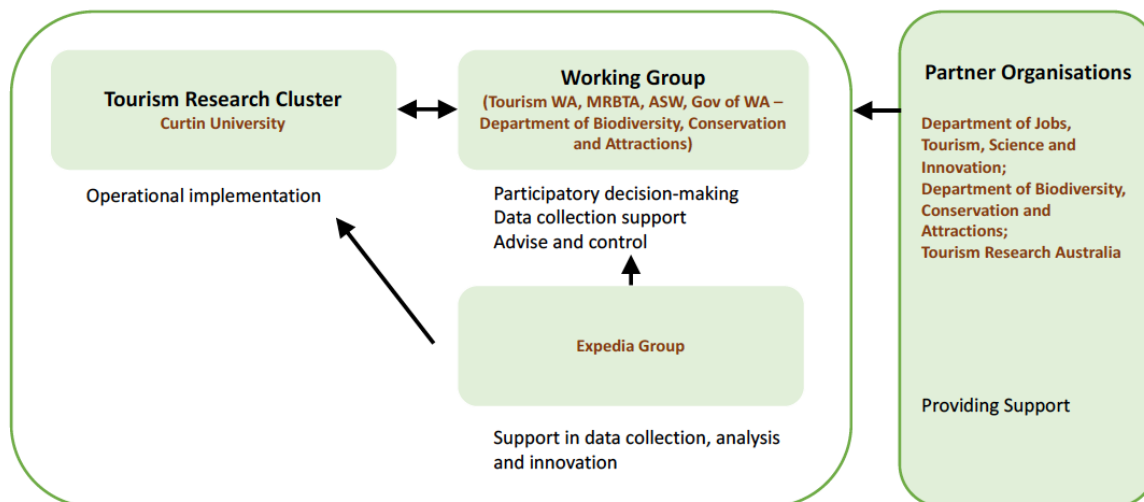 Tourism Research Cluster
Curtin University
Operational implementation
Working Group
(Tourism WA, MRBTA, ASW, Gov of WA –
Department of Biodiversity, Conservation
and Attractions)
Participatory decision-making
Data collection support
Advise and control
Expedia Group
Support in data collection, analysis
and innovation
Partner Organisations
Department of Jobs,
Tourism, Science and
Innovation;
Department of Biodiversity,
Conservation and
Attractions;
Tourism Research Australia
Providing Support